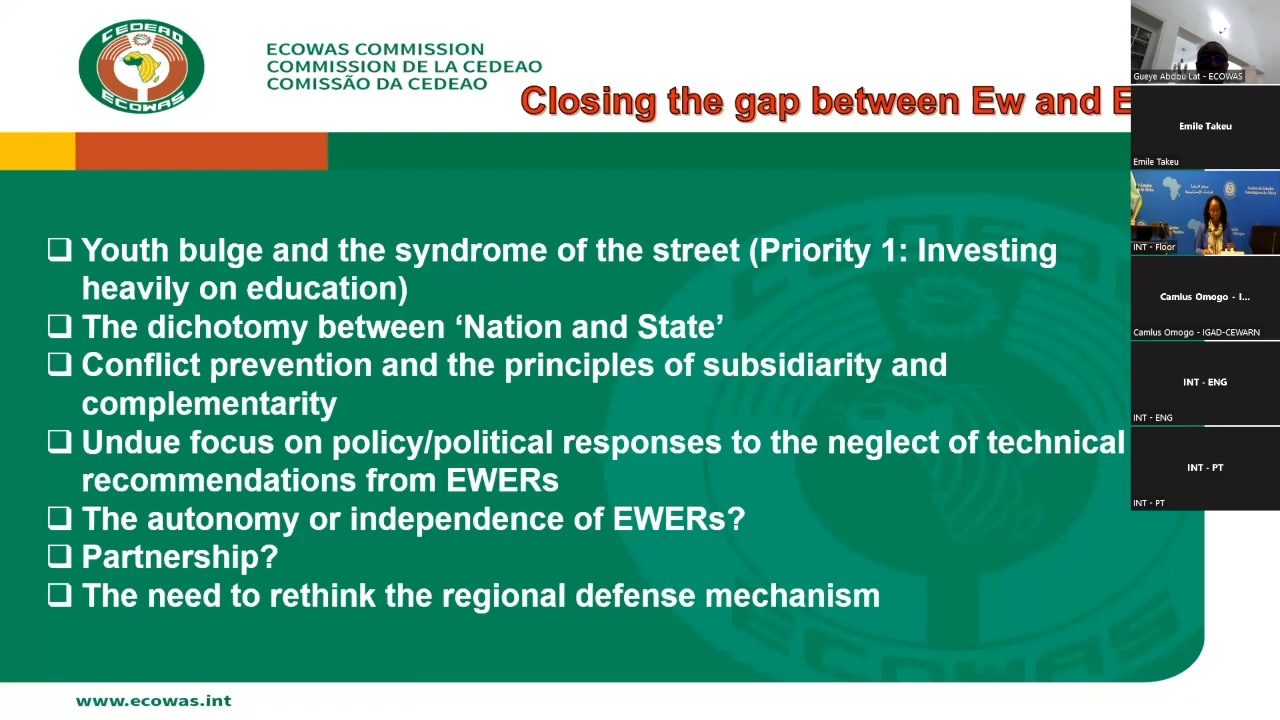 CEDEAO
ECOWAS
ECOWAS COMMISSION
COMMISSION DE LA CEDEAO
COMISSÃO DA CEDEAO
Closing the gap between Ew and E
❑ Youth bulge and the syndrome of the street (Priority 1: Investing
heavily on education)
❑ The dichotomy between ‘Nation and State’
❑ Conflict prevention and the principles of subsidiarity and
complementarity
❑ Undue focus on policy/political responses to the neglect of technical
recommendations from EWERs
❑ The autonomy or independence of EWERs?
❑ Partnership?
❑ The need to rethink the regional defense mechanism
ECOWAS
www.ecowas.int
Gueye Abdou Lat - ECOWAS
Emile Takeu
Emile Takeu
INT - Floor
Camlus Omogo - I...
Camlus Omogo - IGAD-CEWARN
INT - ENG
INT - ENG
INT - PT
INT - PT